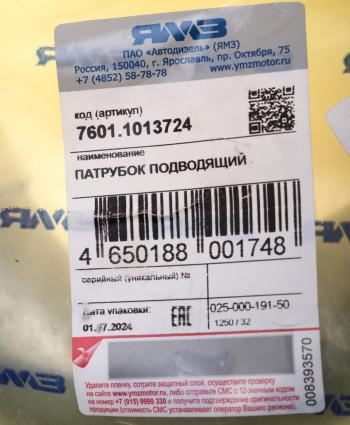 ЯМЗ
ПАО «Автодизель» (ЯМЗ)
Россия, 150040, г. Ярославль, пр. Октября, 75
+7 (4852) 58-78-78 www.ymzmotor.ru
код (артикул)
7601.1013724
наименование
ПАТРУБОК ПОДВОДЯЩИЙ
4 650188 001748
серийный (уникальный) №
Дата упаковки:
01.07.2024
EAC
025-000-191-50
1250 / 32
008393570
Удалите пленку, сотрите защитный слой, осуществите проверку
на сайте www.ymzmotor.ru, либо отправьте СМС с 12-значным кодом
на номер +7 (915) 9999 330 и получите подтверждение оригинальности
продукции (стоимость СМС устанавливает оператор Вашего региона).
ЯМЗ
ЯМЗ
ЯМЗ